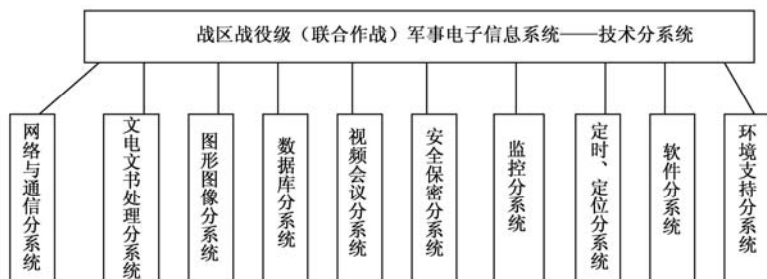 战区战役级（联合作战）军事电子信息系统——技术分系统
网络与通信分系统
文电文书处理分系统
图形图像分系统
数据库分系统
视频会议分系统
安全保密分系统
监控分系统
定时、定位分系统
软件分系统
环境支持分系统